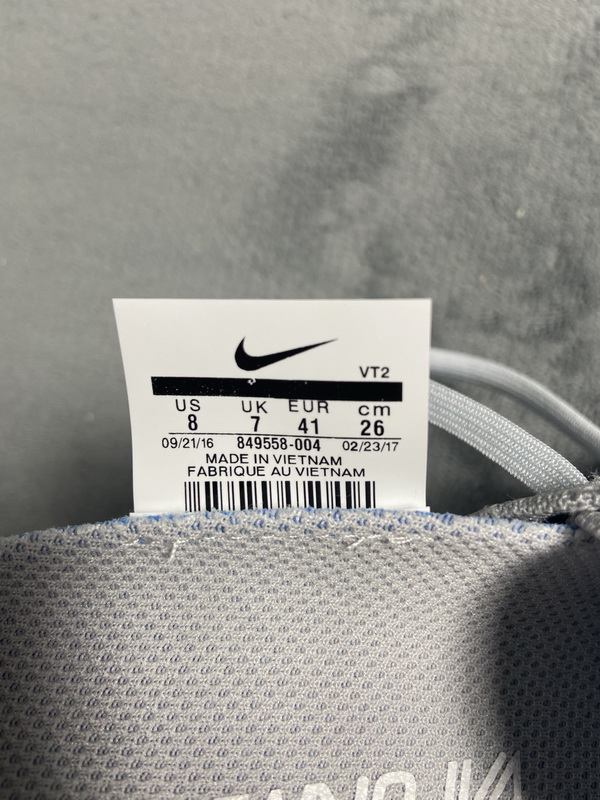 VT2
US UK EUR cm
8 7 41 26
09/21/16 849558-004 02/23/17
MADE IN VIETNAM
FABRIQUE AU VIETNAM